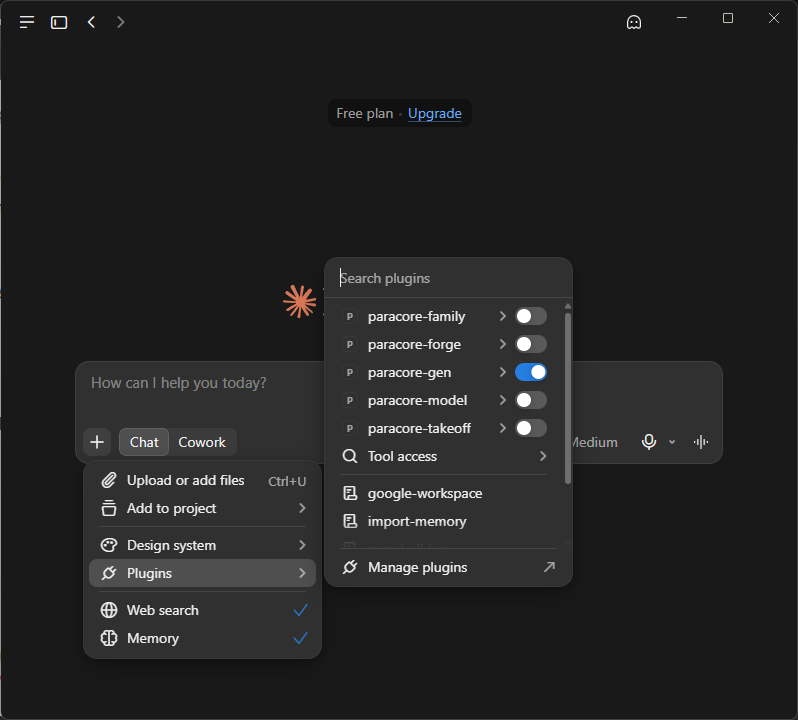 Free plan · Upgrade
Search plugins
P paracore-family
P paracore-forge
P paracore-gen
P paracore-model
P paracore-takeoff
Tool access
google-workspace
import-memory
Manage plugins
How can I help you today?
Chat Cowork Medium
Upload or add files Ctrl+U
Add to project
Design system
Plugins
Web search
Memory